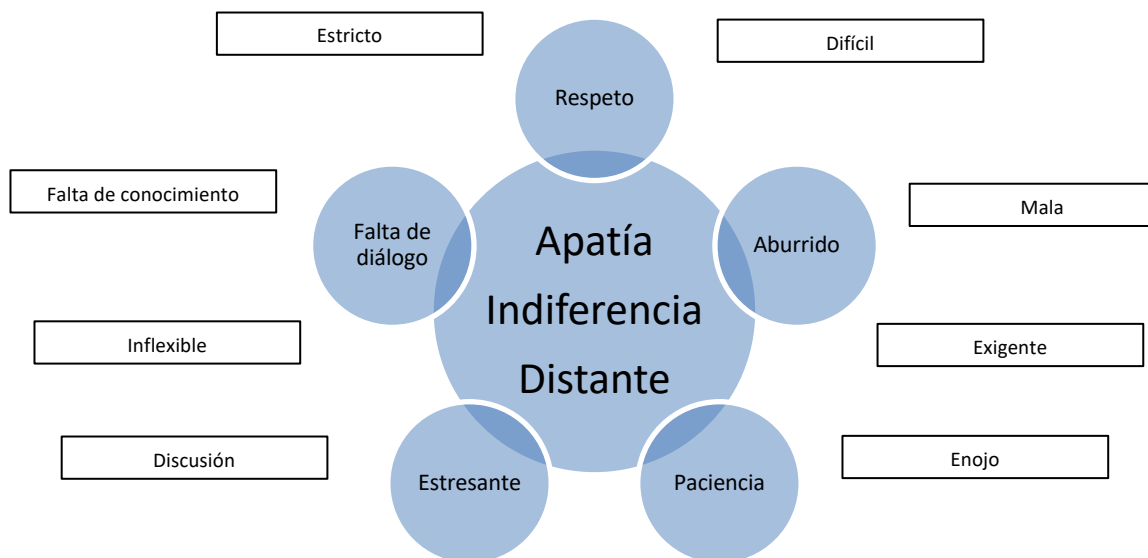 Estricto
Difícil
Respeto
Falta de conocimiento
Mala
Falta de
diálogo
Apatía
Aburrido
Indiferencia
Inflexible
Exigente
Distante
Discusión
Enojo
Estresante
Paciencia